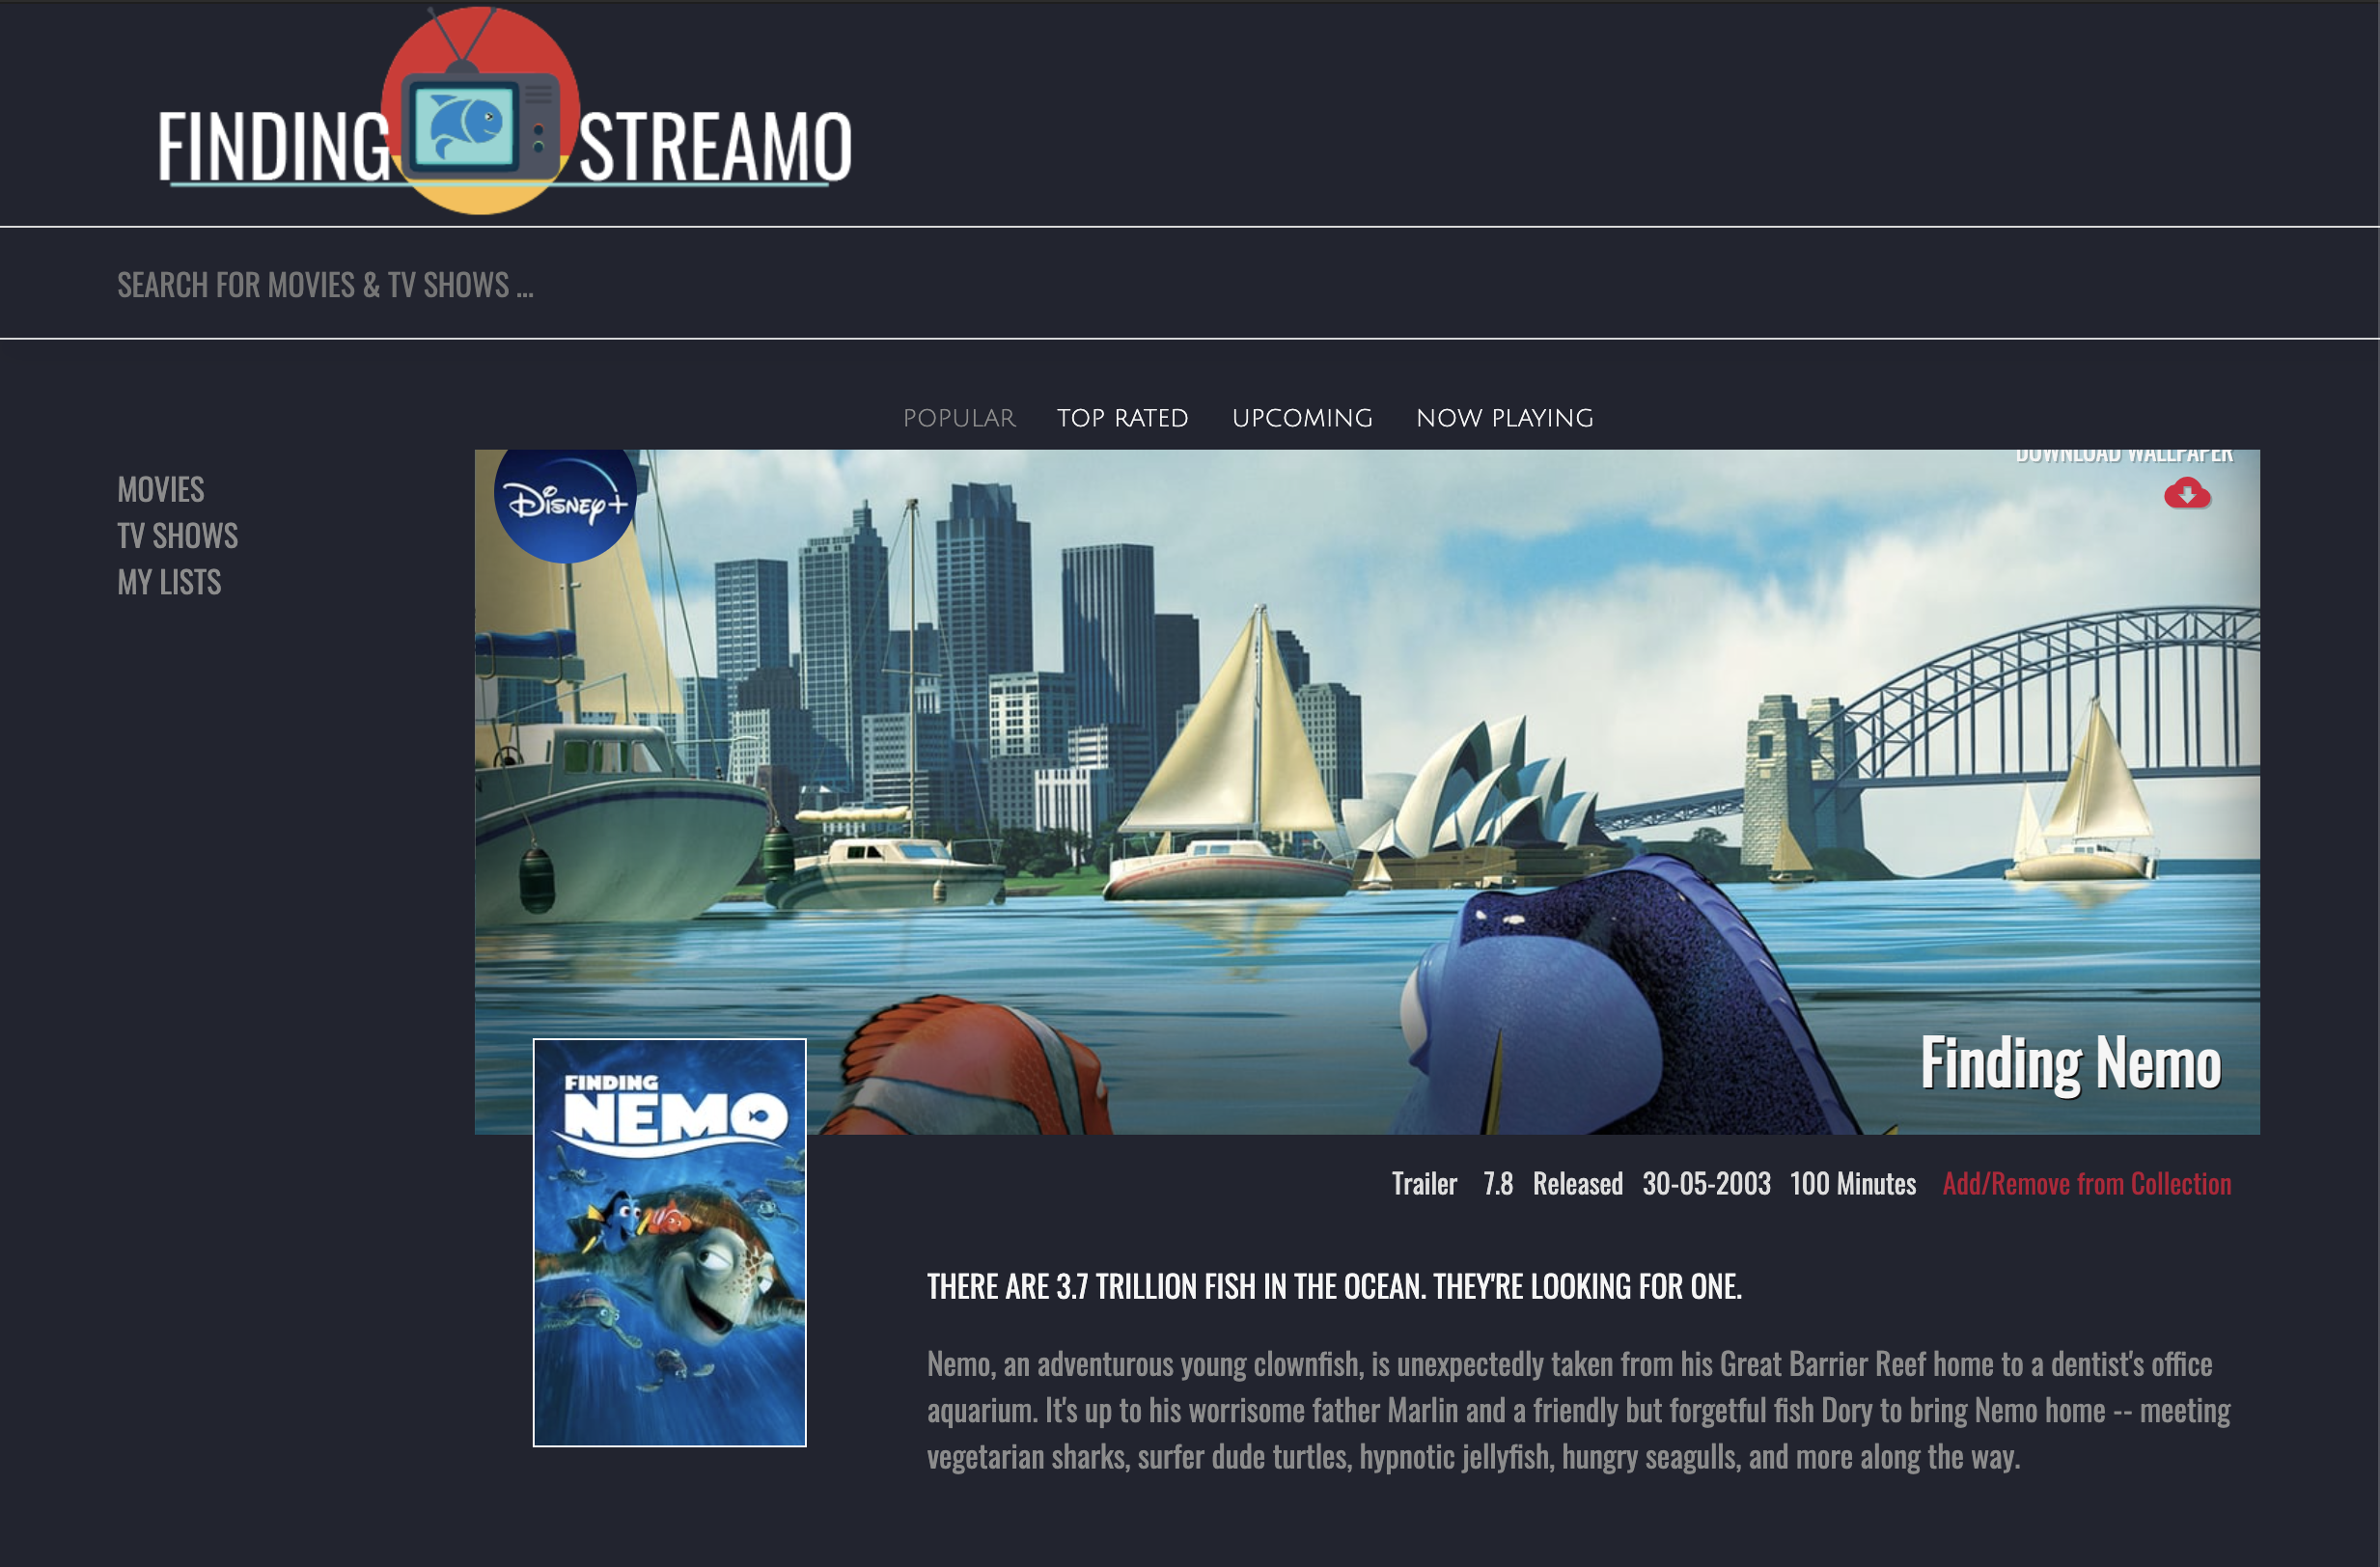 FINDING STREAMO
SEARCH FOR MOVIES & TV SHOWS ...
POPULAR TOP RATED UPCOMING NOW PLAYING
MOVIES
TV SHOWS
MY LISTS
Disney+
DOWNLOAD WALLPAPER
Finding Nemo
FINDING
NEMO
Trailer 7.8 Released 30-05-2003 100 Minutes Add/Remove from Collection
THERE ARE 3.7 TRILLION FISH IN THE OCEAN. THEY'RE LOOKING FOR ONE.
Nemo, an adventurous young clownfish, is unexpectedly taken from his Great Barrier Reef home to a dentist's office
aquarium. It's up to his worrisome father Marlin and a friendly but forgetful fish Dory to bring Nemo home -- meeting
vegetarian sharks, surfer dude turtles, hypnotic jellyfish, hungry seagulls, and more along the way.